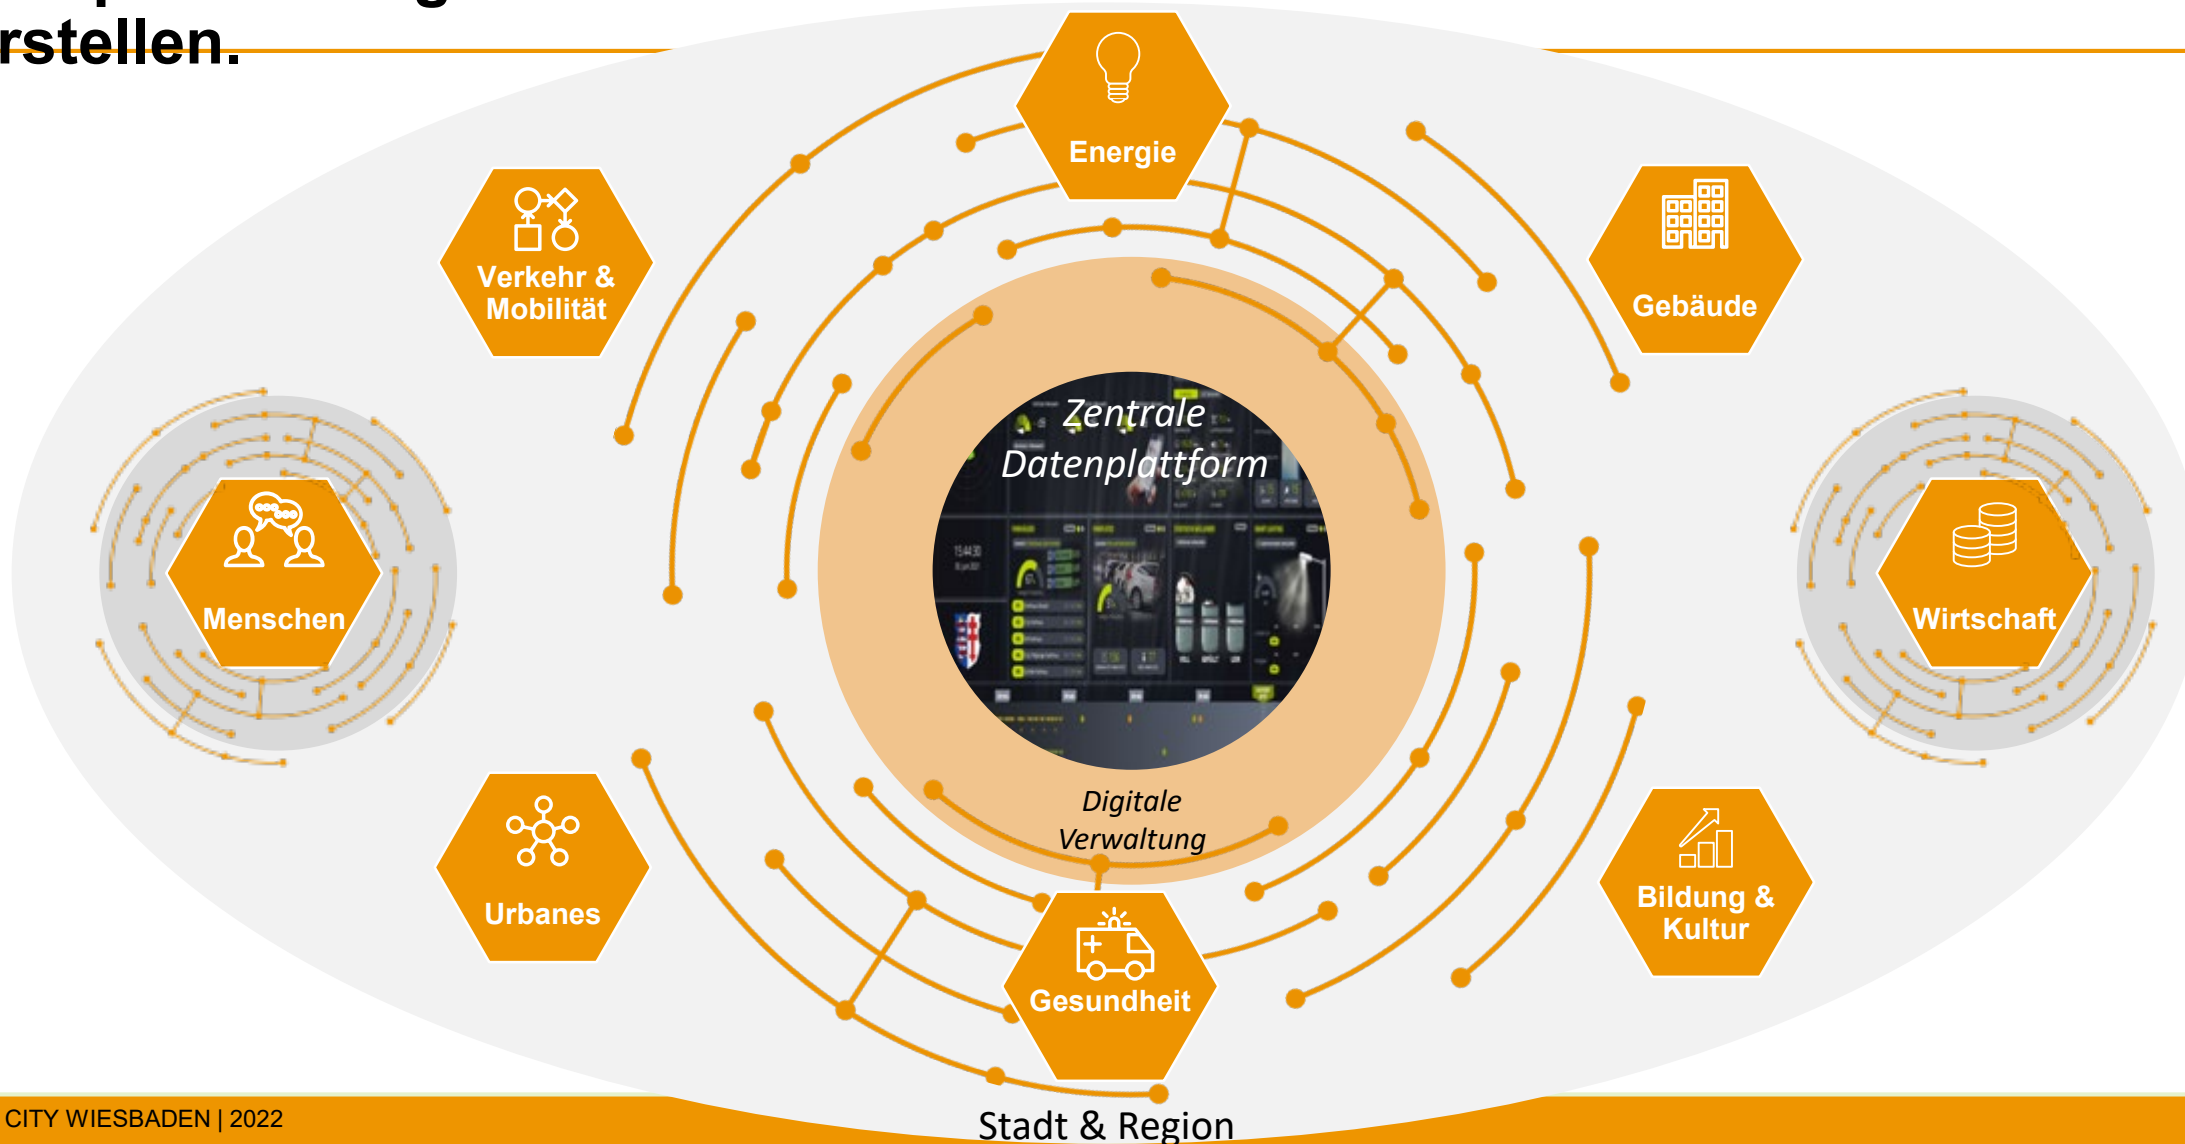 rstellen.
Energie
Verkehr &
Mobilität
Gebäude
Zentrale
Datenplattform
Menschen
Wirtschaft
Digitale
Verwaltung
Urbanes
Bildung &
Kultur
Gesundheit
CITY WIESBADEN | 2022
Stadt & Region